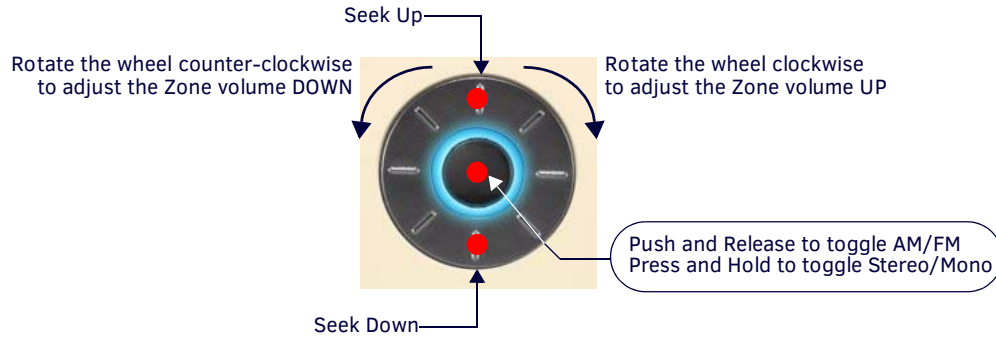 Seek Up
Rotate the wheel counter-clockwise
to adjust the Zone volume DOWN
Rotate the wheel clockwise
to adjust the Zone volume UP
Push and Release to toggle AM/FM
Press and Hold to toggle Stereo/Mono
Seek Down